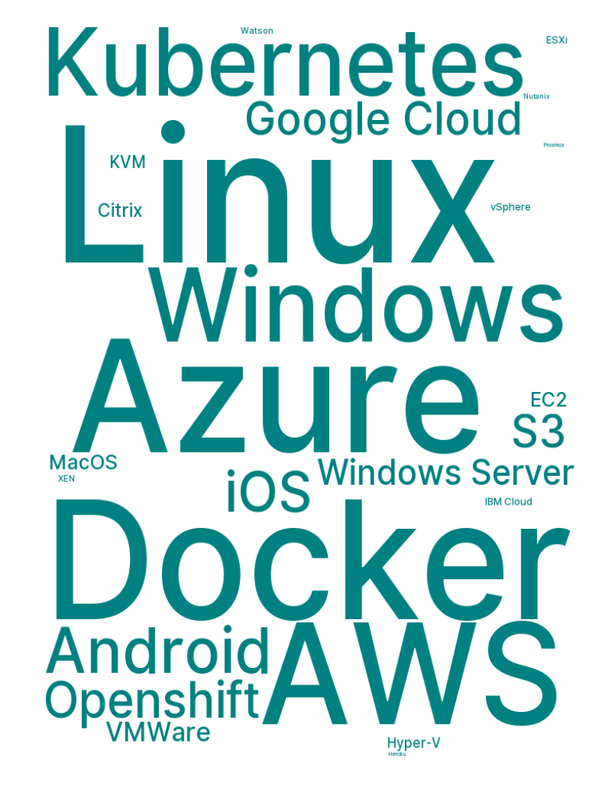 Watson
ESXi
Kubernetes
Nutanix
Google Cloud
Proxmox
Linux
KVM
Citrix
vSphere
Windows
Azure
EC2
S3
MacOS
XEN
iOS
Windows Server
IBM Cloud
Docker
Android
AWS
Openshift
VMWare
Hyper-V
Heroku